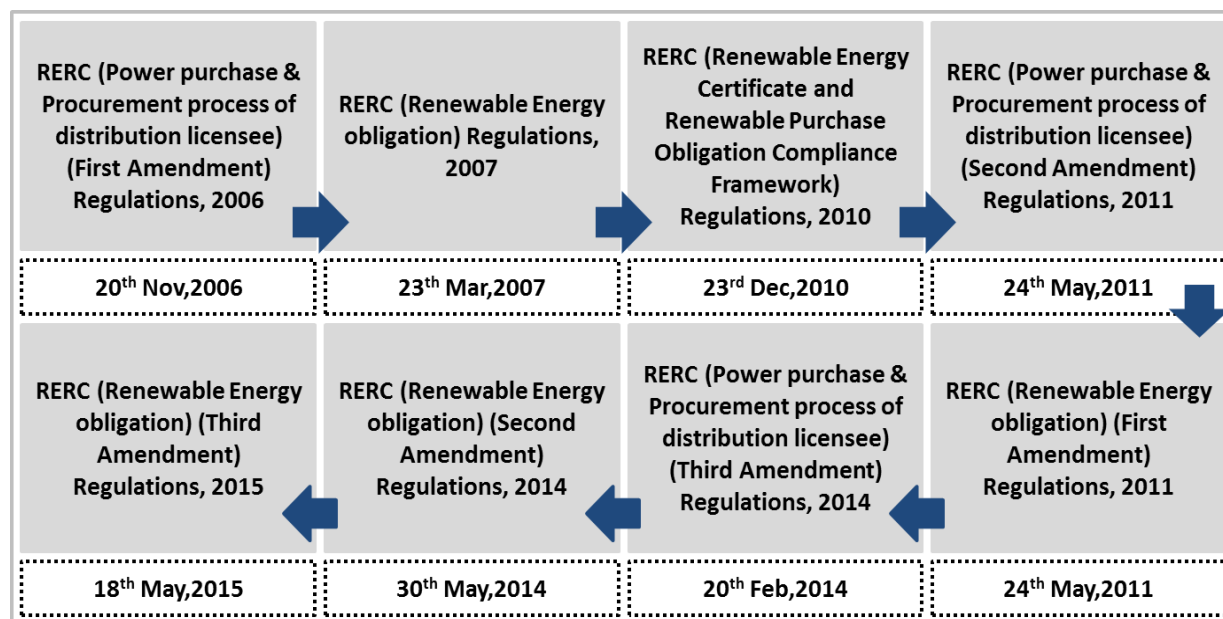 RERC (Power purchase &
Procurement process of
distribution licensee)
(First Amendment)
Regulations, 2006
20th Nov,2006
RERC (Renewable Energy
obligation) Regulations,
2007
23th Mar,2007
RERC (Renewable Energy
Certificate and
Renewable Purchase
Obligation Compliance
Framework)
Regulations, 2010
23rd Dec,2010
RERC (Power purchase &
Procurement process of
distribution licensee)
(Second Amendment)
Regulations, 2011
24th May,2011
RERC (Renewable Energy
obligation) (First
Amendment)
Regulations, 2011
24th May,2011
RERC (Power purchase &
Procurement process of
distribution licensee)
(Third Amendment)
Regulations, 2014
20th Feb,2014
RERC (Renewable Energy
obligation) (Second
Amendment)
Regulations, 2014
30th May,2014
RERC (Renewable Energy
obligation) (Third
Amendment)
Regulations, 2015
18th May,2015